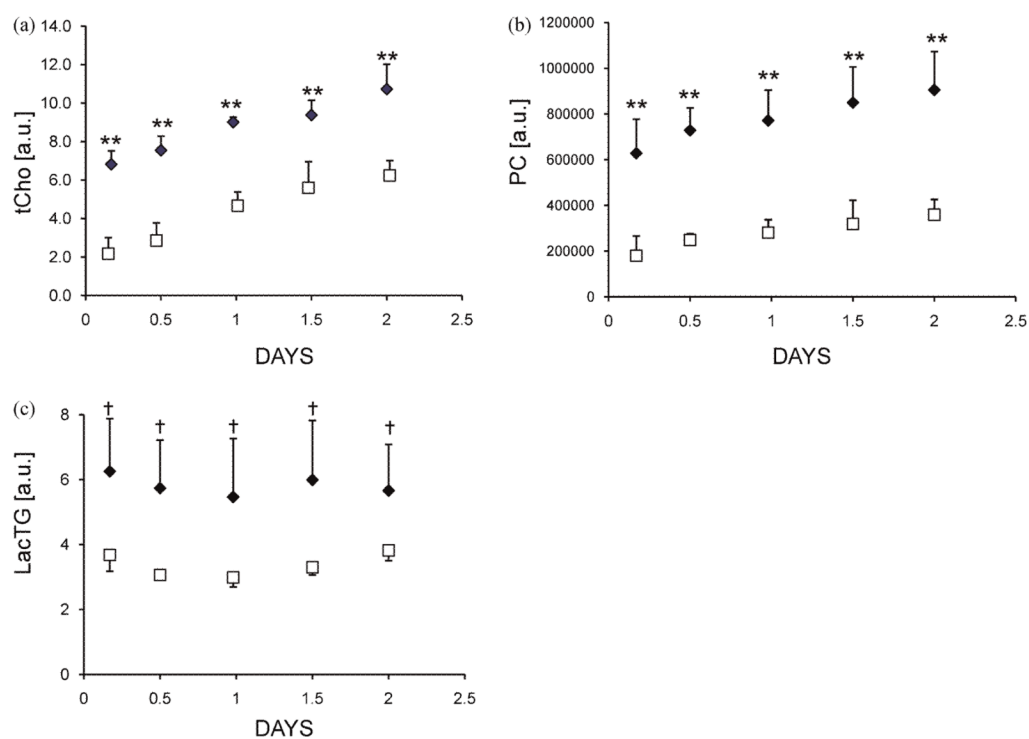 (a)
14.0
12.0
10.0
8.0
6.0
4.0
2.0
0.0
tCho [a.u.]
** ** ** ** **
0 0.5 1 1.5 2 2.5
DAYS
(b)
1200000
1000000
800000
600000
400000
200000
0
PC [a.u.]
** ** ** ** **
0 0.5 1 1.5 2 2.5
DAYS
(c)
8
6
4
2
0
LacTG [a.u.]
† † † † †
0 0.5 1 1.5 2 2.5
DAYS